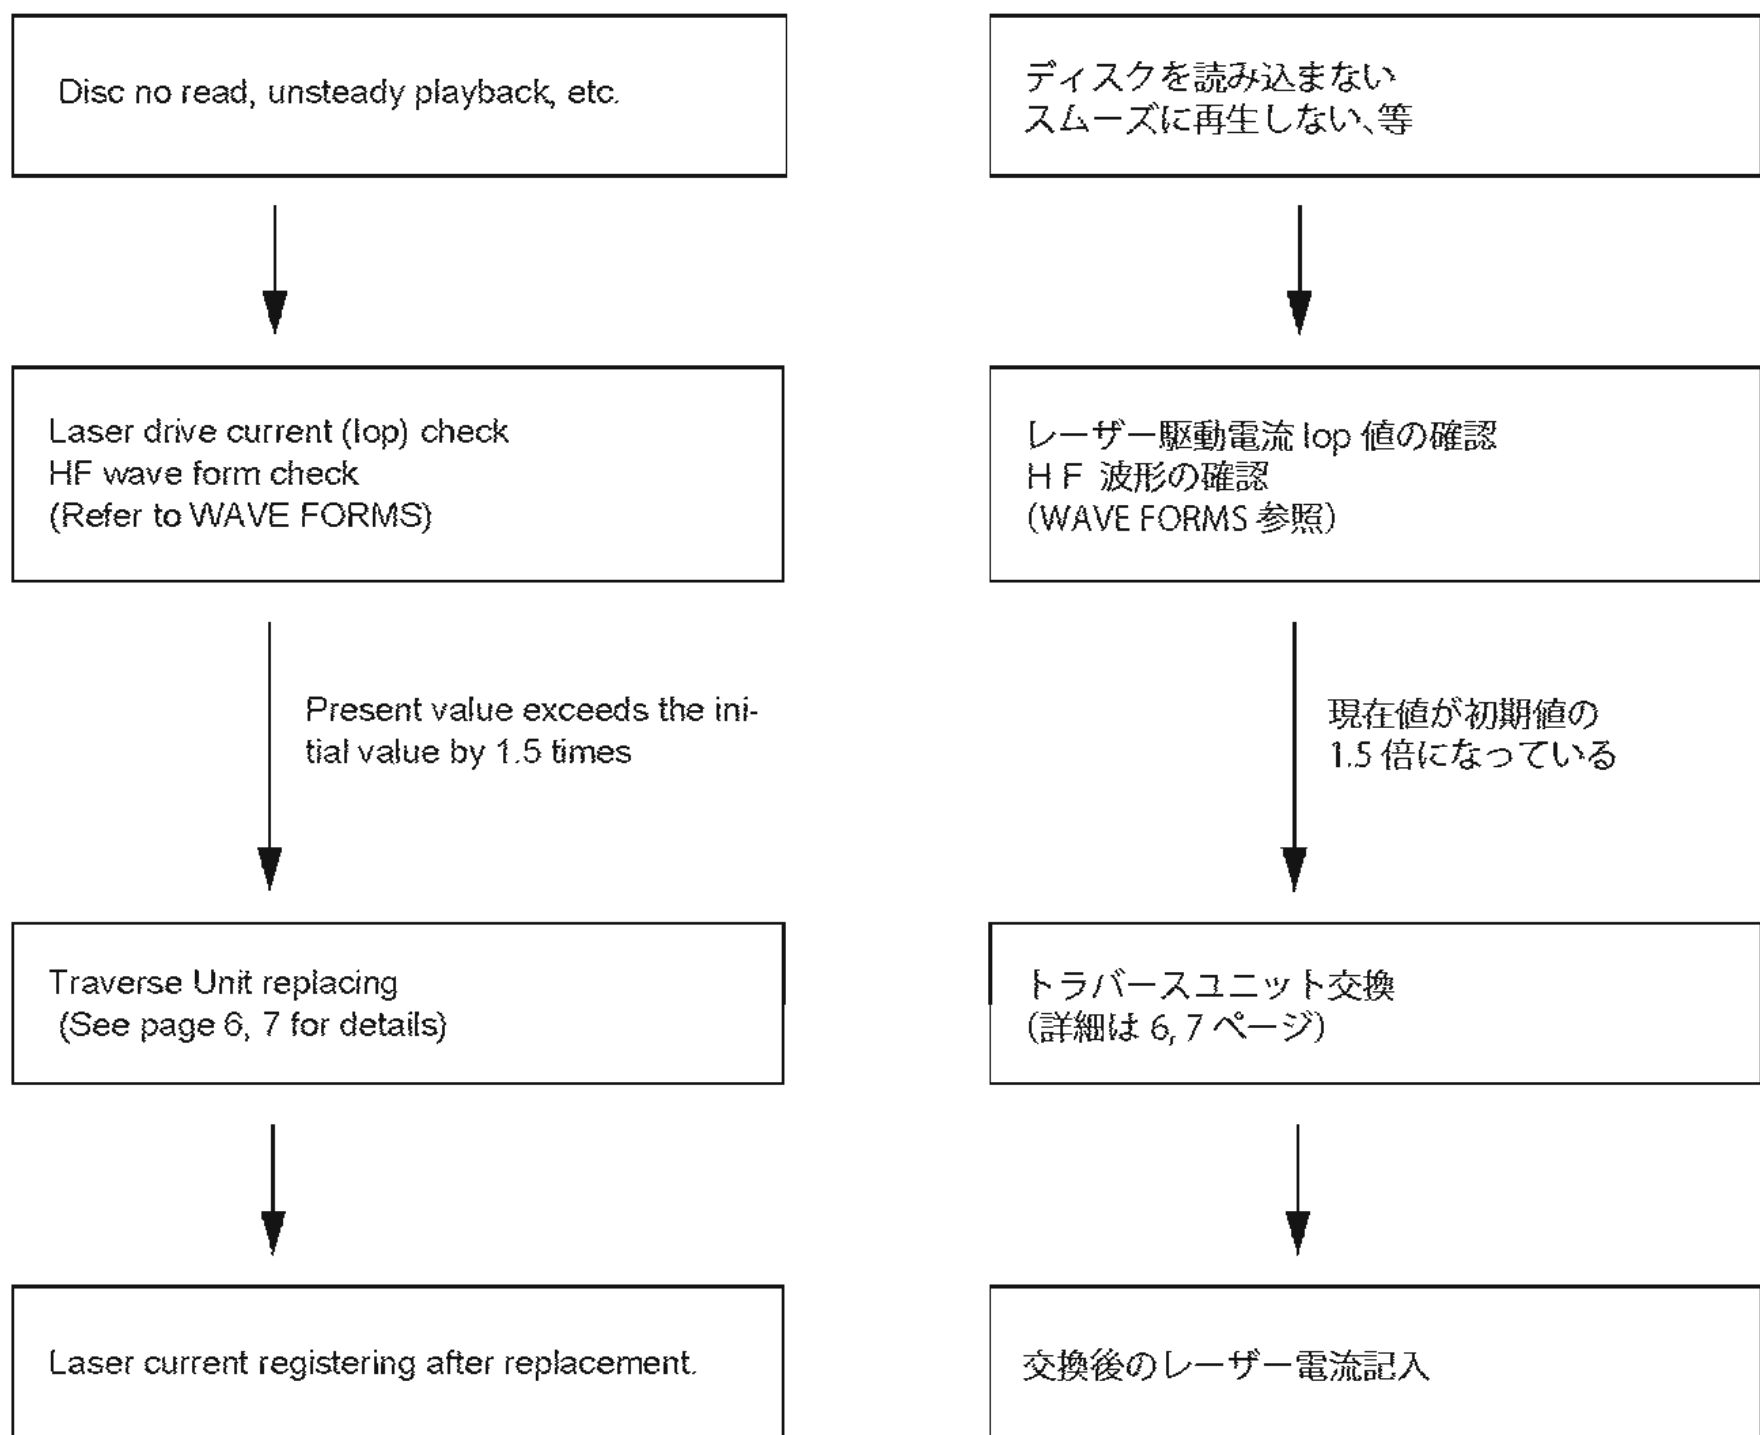 Disc no read, unsteady playback, etc.
Laser drive current (Iop) check
HF wave form check
(Refer to WAVE FORMS)
Present value exceeds the ini-
tial value by 1.5 times
Traverse Unit replacing
(See page 6, 7 for details)
Laser current registering after replacement.
ディスクを読み込まない
スムーズに再生しない、等
レーザー駆動電流 Iop 値の確認
ＨＦ 波形の確認
（WAVE FORMS 参照）
現在値が初期値の
1.5 倍になっている
トラバースユニット交換
（詳細は 6, 7 ページ）
交換後のレーザー電流記入